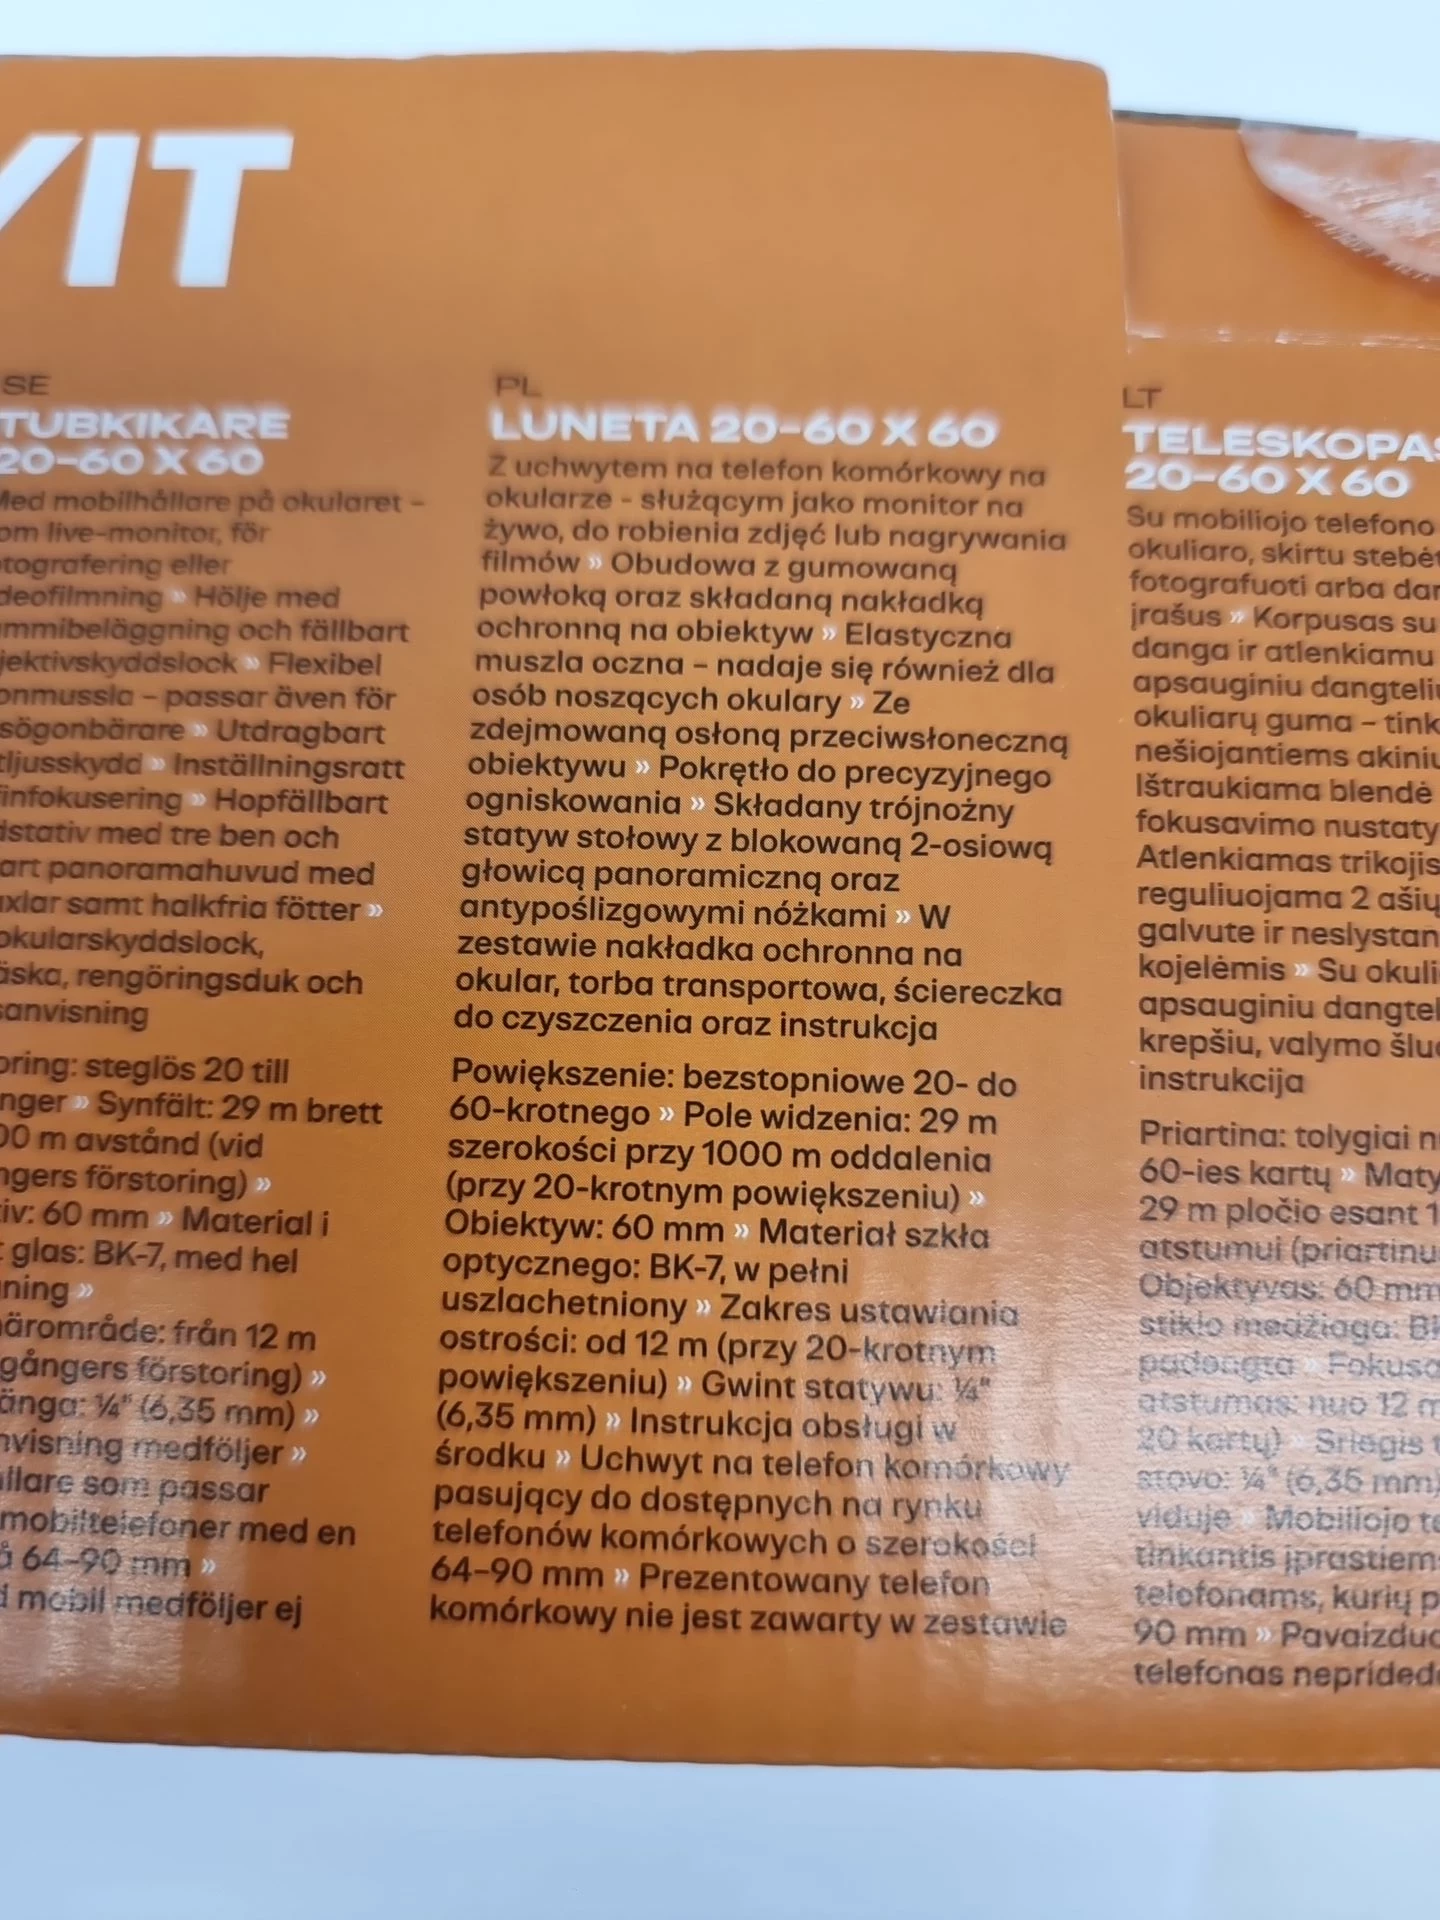 VIT
SE
TUBKIKARE
20-60 X 60
Med mobilhållare på okularet –
om live-monitor, för
tografering eller
deofilmning » Hölje med
mmibeläggning och fällbart
jektivskyddslock » Flexibel
onmussla – passar även för
sögonbärare » Utdragbart
tljusskydd » Inställningsratt
finfokusering » Hopfällbart
dstativ med tre ben och
art panoramahuvud med
axlar samt halkfria fötter »
okularskyddslock,
äska, rengöringsduk och
sanvisning
oring: steglös 20 till
nger » Synfält: 29 m brett
00 m avstånd (vid
ngers förstoring) »
tiv: 60 mm » Material i
t glas: BK-7, med hel
ning »
närområde: från 12 m
gångers förstoring) »
änga: ¼" (6,35 mm) »
nvisning medföljer »
ållare som passar
mobiltelefoner med en
å 64–90 mm »
d mobil medföljer ej
PL
LUNETA 20-60 X 60
Z uchwytem na telefon komórkowy na
okularze - służącym jako monitor na
żywo, do robienia zdjęć lub nagrywania
filmów » Obudowa z gumowaną
powłoką oraz składaną nakładką
ochronną na obiektyw » Elastyczna
muszla oczna – nadaje się również dla
osób noszących okulary » Ze
zdejmowaną osłoną przeciwsłoneczną
obiektywu » Pokrętło do precyzyjnego
ogniskowania » Składany trójnożny
statyw stołowy z blokowaną 2-osiową
głowicą panoramiczną oraz
antypoślizgowymi nóżkami » W
zestawie nakładka ochronna na
okular, torba transportowa, ściereczka
do czyszczenia oraz instrukcja
Powiększenie: bezstopniowe 20- do
60-krotnego » Pole widzenia: 29 m
szerokości przy 1000 m oddalenia
(przy 20-krotnym powiększeniu) »
Obiektyw: 60 mm » Materiał szkła
optycznego: BK-7, w pełni
uszlachetniony » Zakres ustawiania
ostrości: od 12 m (przy 20-krotnym
powiększeniu) » Gwint statywu: ¼"
(6,35 mm) » Instrukcja obsługi w
środku » Uchwyt na telefon komórkowy
pasujący do dostępnych na rynku
telefonów komórkowych o szerokości
64–90 mm » Prezentowany telefon
komórkowy nie jest zawarty w zestawie
LT
TELESKOPAS
20-60 X 60
Su mobiliojo telefono
okuliaro, skirtu stebėt
fotografuoti arba dar
įrašus » Korpusas su
danga ir atlenkiamu
apsauginiu dangteliu
okuliarų guma – tink
nešiojantiems akiniu
Ištraukiama blendė
fokusavimo nustaty
Atlenkiamas trikojis
reguliuojama 2 ašių
galvute ir neslystan
kojelėmis » Su okuli
apsauginiu dangtel
krepšiu, valymo šluo
instrukcija
Priartina: tolygiai n
60-ies kartų » Maty
29 m pločio esant 1
atstumui (priartinu
Objektyvas: 60 mm
stiklo medžiaga: BK
padengta » Fokuso
atstumas: nuo 12 m
20 kartų) » Sriegis t
stovo: ¼" (6,35 mm)
viduje » Mobiliojo te
tinkantis įprastiems
telefonams, kurių p
90 mm » Pavaizduo
telefonas neprideda